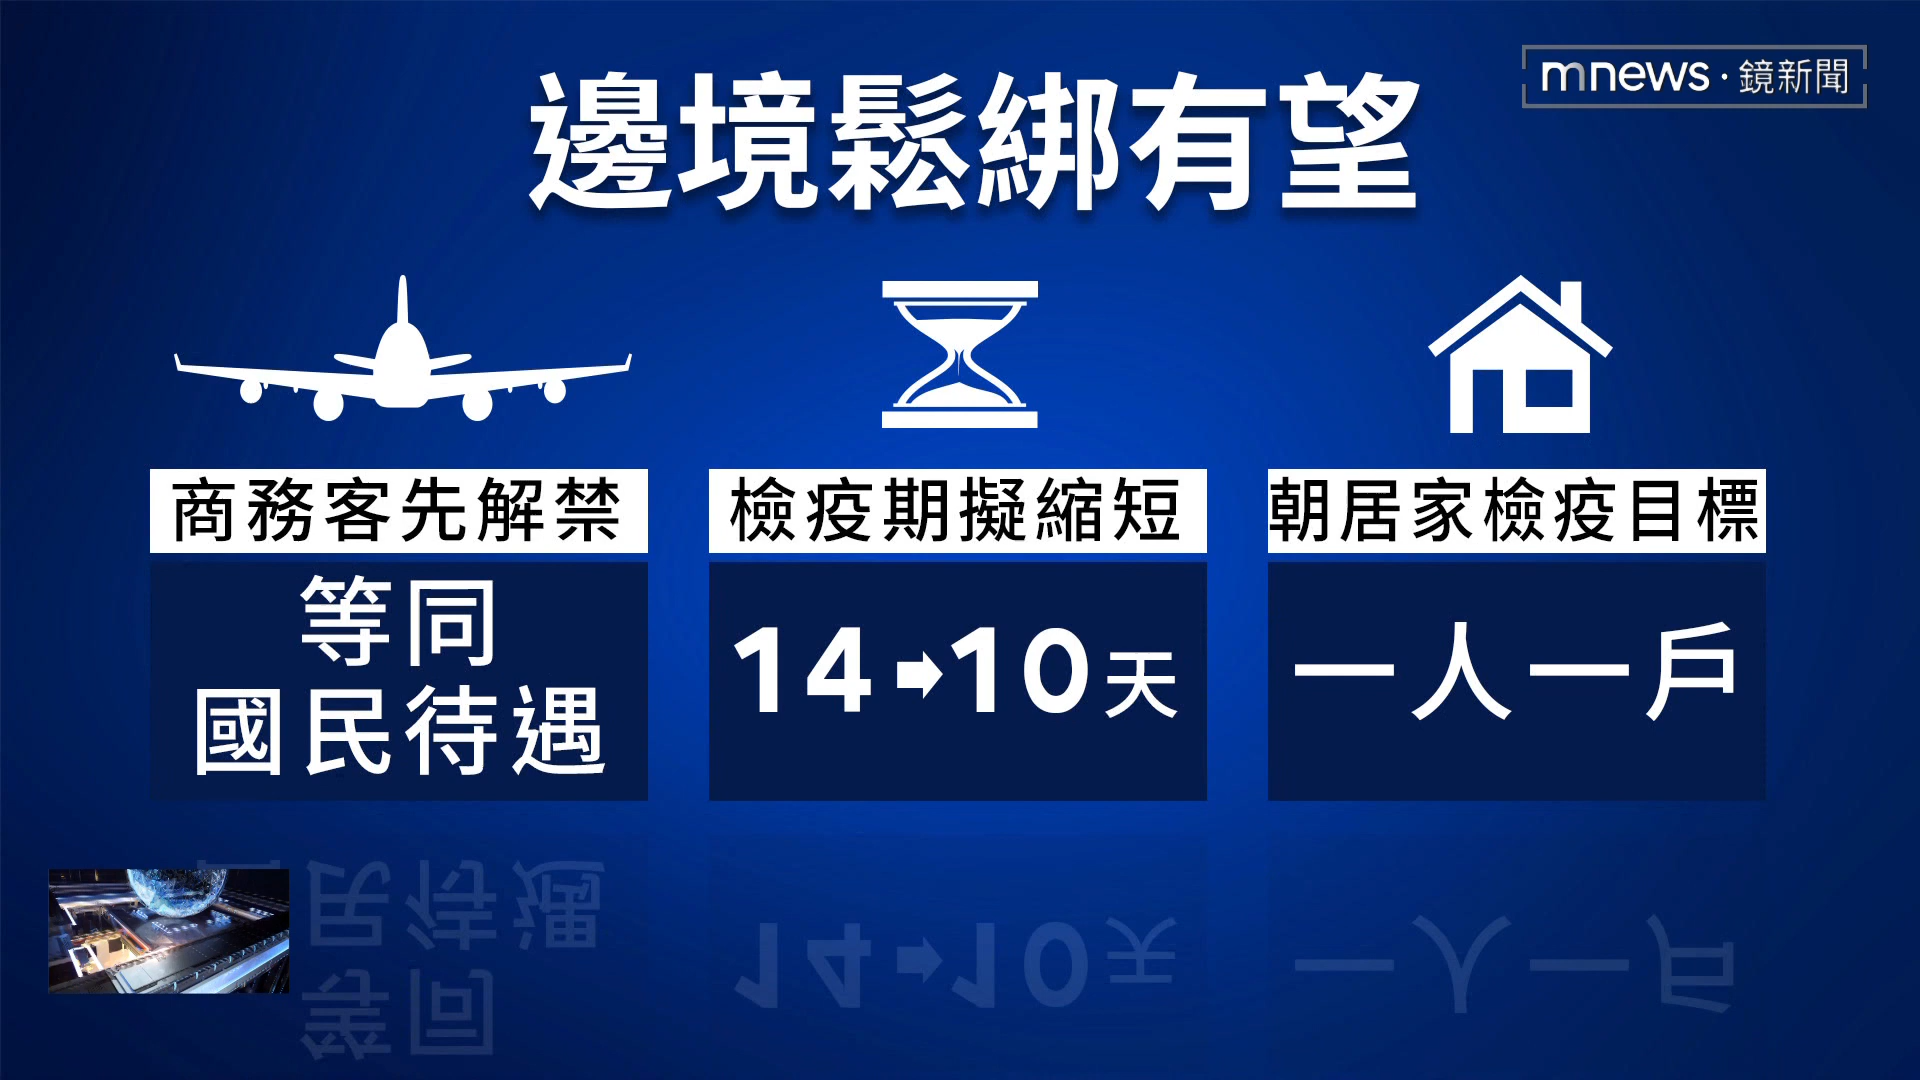 邊境鬆綁有望
mnews·鏡新聞
商務客先解禁
等同
國民待遇
檢疫期擬縮短
14➡10天
朝居家檢疫目標
一人一戶